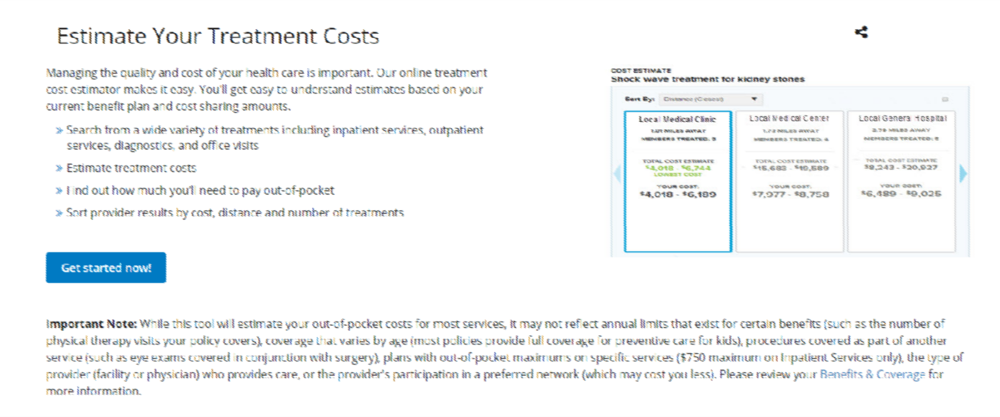 Estimate Your Treatment Costs
Managing the quality and cost of your health care is important. Our online treatment
cost estimator makes it easy. You'll get easy to understand estimates based on your
current benefit plan and cost sharing amounts.
» Search from a wide variety of treatments including inpatient services, outpatient
services, diagnostics, and office visits
» Estimate treatment costs
» Find out how much you'll need to pay out-of-pocket
» Sort provider results by cost, distance and number of treatments
Get started now!
COST ESTIMATE
Shock wave treatment for kidney stones
Sort By: Distance (Closest)
Local Medical Clinic
MILES AWAY
MEMBERS TREATED: 5
TOTAL COST ESTIMATE
$4,018 - $6,744
LOWEST COST
YOUR COST:
$4,018 - $6,189
Local Medical Center
1.73 MILES AWAY
MEMBERS TREATED: 4
TOTAL COST ESTIMATE
$15,683 - $19,589
YOUR COST:
$7,977 - $8,758
Local General Hospital
2.79 MILES AWAY
MEMBERS TREATED:
TOTAL COST ESTIMATE
$8,243 - $20,927
YOUR COST:
$6,489 - $9,025
Important Note: While this tool will estimate your out-of-pocket costs for most services, it may not reflect annual limits that exist for certain benefits (such as the number of
physical therapy visits your policy covers), coverage that varies by age (most policies provide full coverage for preventive care for kids), procedures covered as part of another
service (such as eye exams covered in conjunction with surgery), plans with out-of-pocket maximums on specific services ($750 maximum on Inpatient Services only), the type of
provider (facility or physician) who provides care, or the provider's participation in a preferred network (which may cost you less). Please review your Benefits & Coverage for
more information.